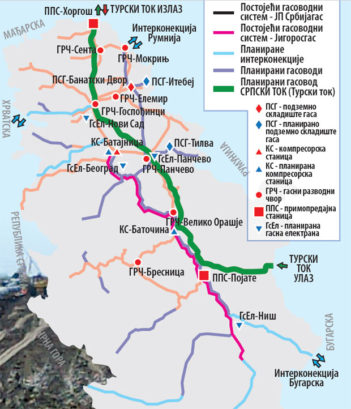 ППС-Хоргош
ТУРСКИ ТОК ИЗЛАЗ
МАЂАРСКА
Интерконекција
Румунија
ГРЧ-Сента
ГРЧ-Мокрињ
ПСГ-Банатски Двор
ПСГ-Итебеј
ГРЧ-Елемир
ГРЧ-Госпођинци
ХРВАТСКА
ГсЕл-Нови Сад
КС-Батајница
ПСГ-Тилва
ГсЕл-Панчево
ГсЕл-Београд
ГРЧ-Панчево
РУМУНИЈА
РЕПУБЛИКА СР
ГРЧ-Велико Орашје
КС-Баточина
ГРЧ-Бресница
ППС-Појате
ТУРСКИ
ТОК
УЛАЗ
ГсЕл-Ниш
БУГАРСКА
Интерконекција
Бугарска
Постојећи гасоводни
систем - ЈП Србијагас
Постојећи гасоводни
систем - Југоросгас
Планиране
интерконекције
Планирани гасоводи
Планирани гасовод
СРПСКИ ТОК (Турски ток)
ПСГ - подземно
складиште
гаса
ПСГ - планирано
подземно складиште
гаса
КС - компресорска
станица
КС - планирана
компресорска
станица
ГРЧ - гасни разводни
чвор
ППС - примопредајна
станица
ГсЕл - планирана
гасна електрана